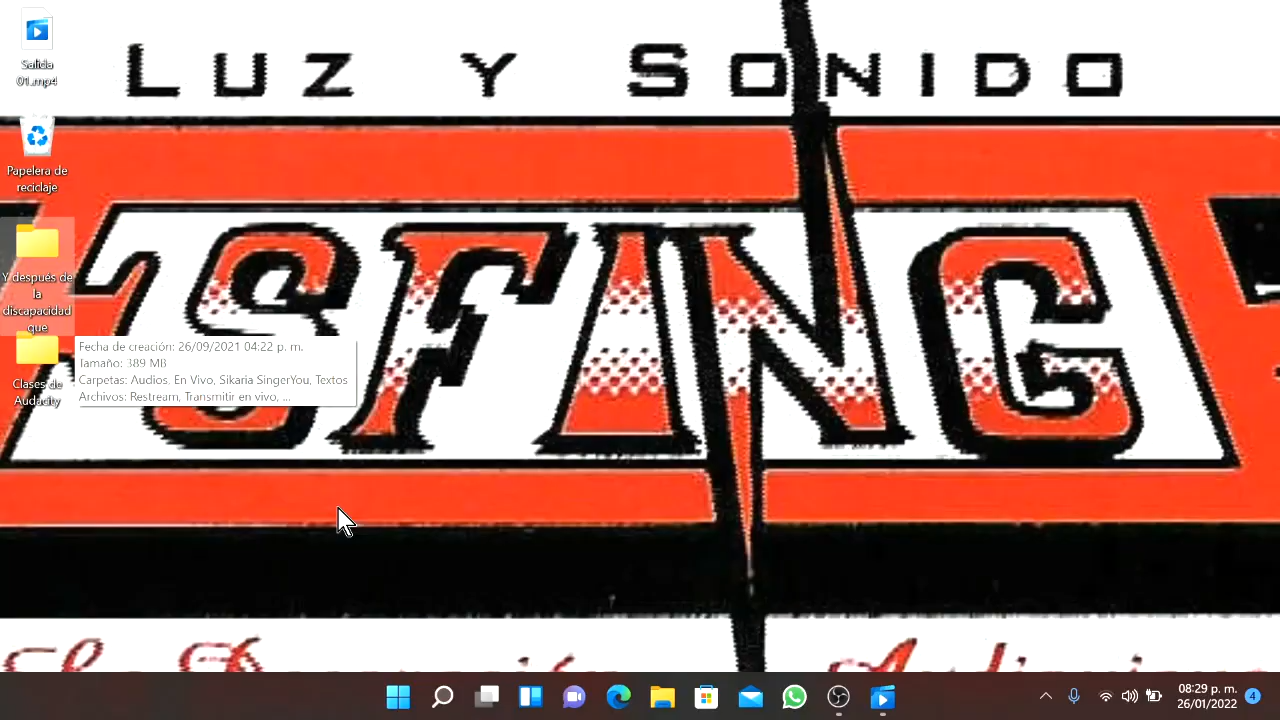 LUZ Y SONIDO
SFING
Salida
01.mp4
Papelera de
reciclaje
Y después de
la
discapacidad
que
Clases de
Audacity
Fecha de creación: 26/09/2021 04:22 p. m.
Tamaño: 389 MB
Carpetas: Audios, En Vivo, Sikaria SingerYou, Textos
Archivos: Restream, Transmitir en vivo, ...
08:29 p. m.
26/01/2022
4